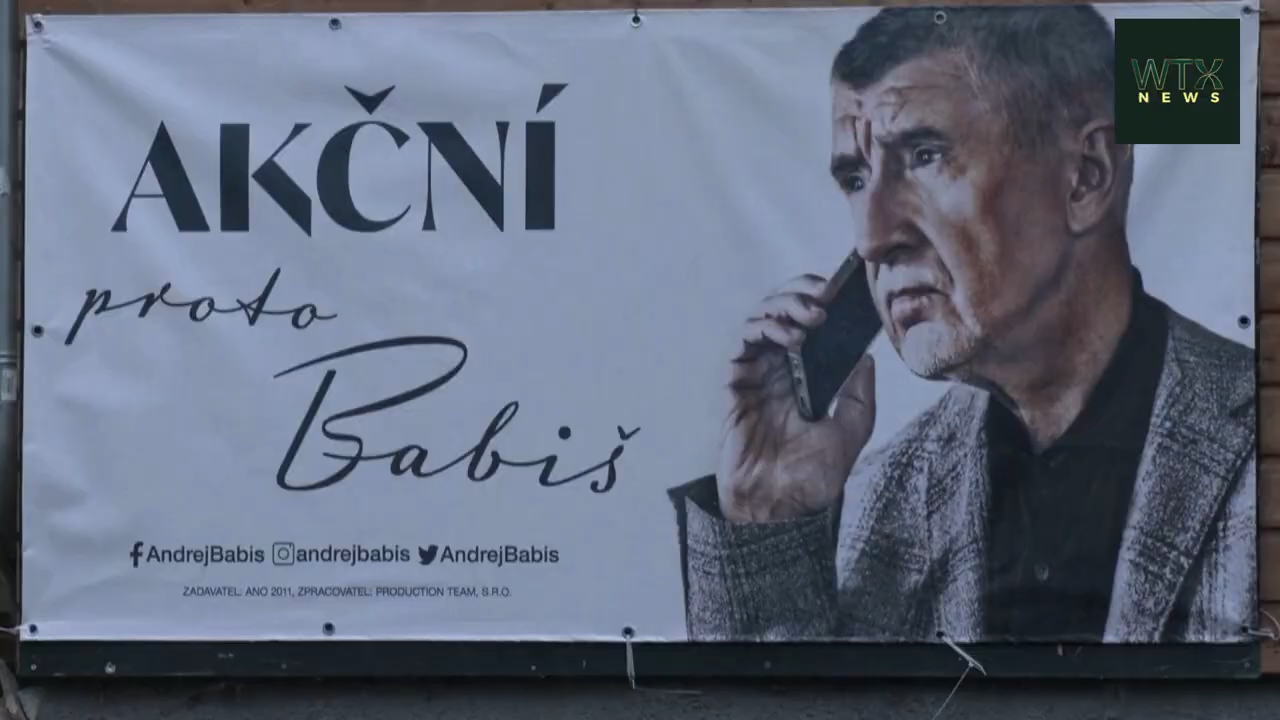 AKČNÍ
proto
Babiš
AndrejBabis andrejbabis AndrejBabis
ZADAVATEL: ANO 2011, ZPRACOVATEL: PRODUCTION TEAM, S.R.O.
WTX
NEWS